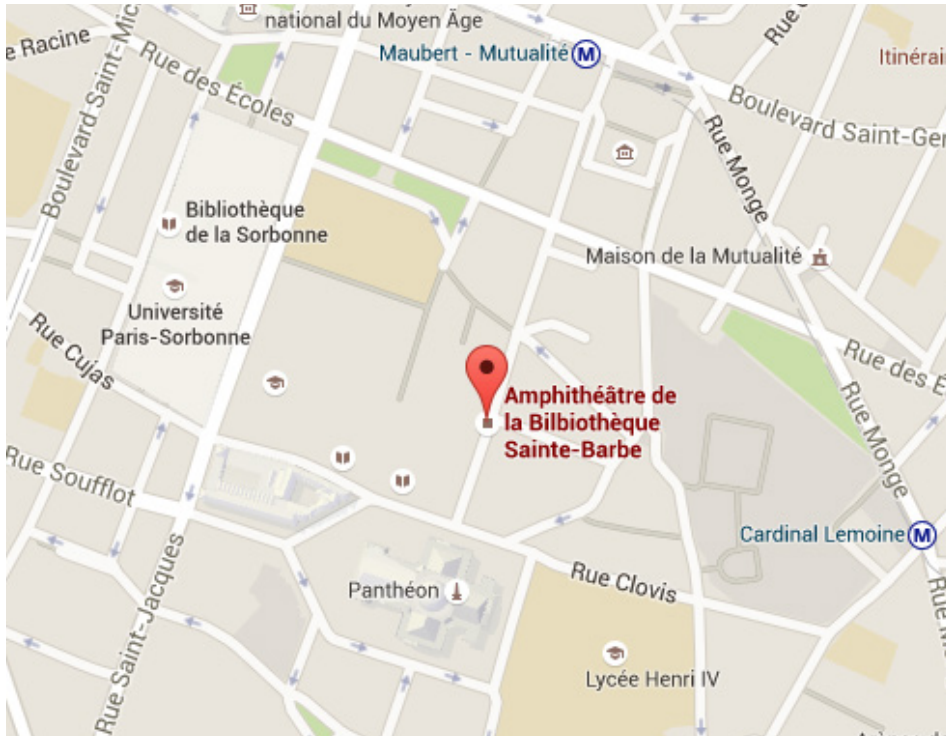 national du Moyen Âge
e Racine
Boulevard Saint-Mic
Rue des Écoles
Maubert - Mutualité
M
Rue d
Itinérai
Boulevard Saint-Ger
Rue Monge
Bibliothèque
de la Sorbonne
Maison de la Mutualité
Université
Paris-Sorbonne
Rue Cujas
Rue des É
Amphithéâtre de
la Bilbiothèque
Sainte-Barbe
Rue Monge
Rue Soufflot
Cardinal Lemoine
M
Rue Clovis
Panthéon
Rue M
Rue Saint-Jacques
Lycée Henri IV